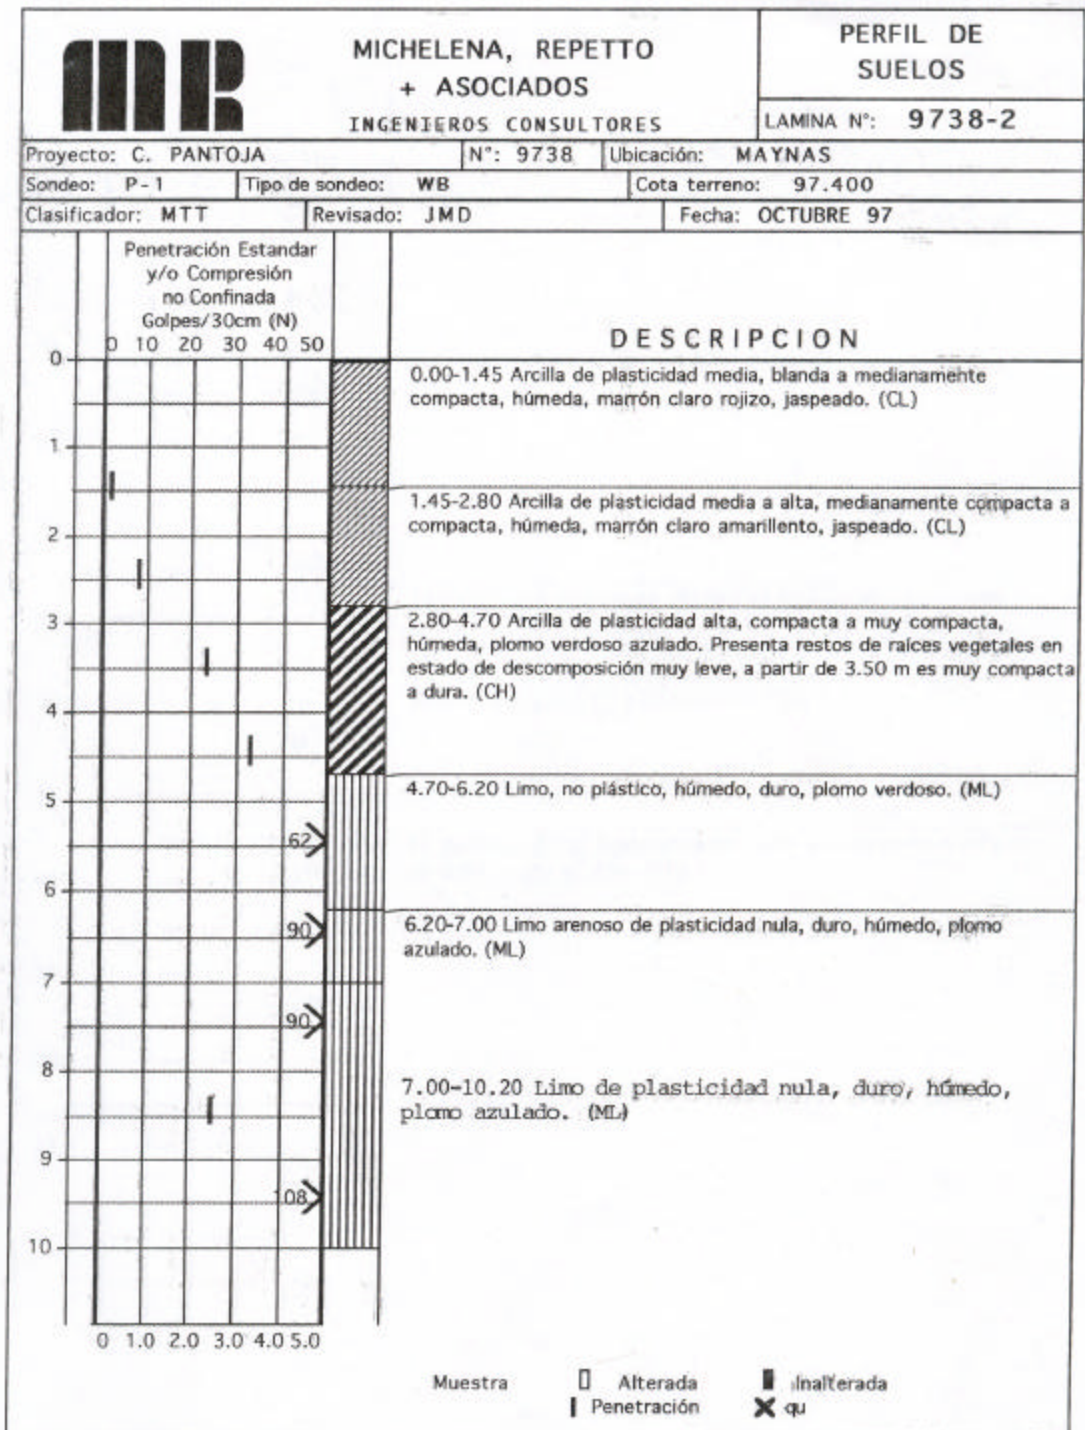 MR
MICHELENA, REPETTO
+ ASOCIADOS
INGENIEROS CONSULTORES
PERFIL DE
SUELOS
LAMINA N°: 9738-2
Proyecto: C. PANTOJA N°: 9738 Ubicación: MAYNAS
Sondeo: P-1 Tipo de sondeo: WB Cota terreno: 97.400
Clasificador: MTT Revisado: JMD Fecha: OCTUBRE 97
Penetración Estandar
y/o Compresión
no Confinada
Golpes/30cm (N)
0 10 20 30 40 50
DESCRIPCION
0
0.00-1.45 Arcilla de plasticidad media, blanda a medianamente
compacta, húmeda, marrón claro rojizo, jaspeado. (CL)
1
1.45-2.80 Arcilla de plasticidad media a alta, medianamente compacta a
compacta, húmeda, marrón claro amarillento, jaspeado. (CL)
2
2.80-4.70 Arcilla de plasticidad alta, compacta a muy compacta,
húmeda, plomo verdoso azulado. Presenta restos de raíces vegetales en
estado de descomposición muy leve, a partir de 3.50 m es muy compacta
a dura. (CH)
3
4
4.70-6.20 Limo, no plástico, húmedo, duro, plomo verdoso. (ML)
5
62
6
6.20-7.00 Limo arenoso de plasticidad nula, duro, húmedo, plomo
azulado. (ML)
90
7
90
8
7.00-10.20 Limo de plasticidad nula, duro, húmedo,
plomo azulado. (ML)
9
108
10
0 1.0 2.0 3.0 4.0 5.0
Muestra Alterada Inalterada
Penetración qu